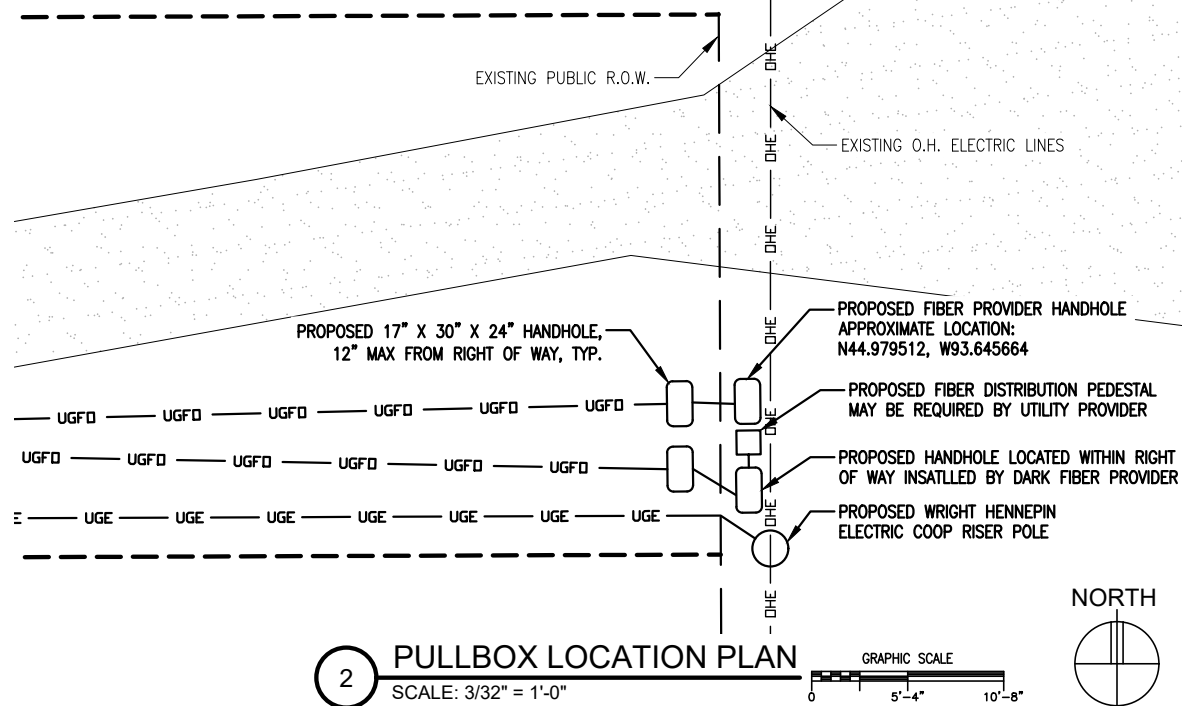 EXISTING PUBLIC R.O.W.
OHE
OHE
EXISTING O.H. ELECTRIC LINES
OHE
OHE
PROPOSED FIBER PROVIDER HANDHOLE
APPROXIMATE LOCATION:
N44.979512, W93.645664
PROPOSED 17" X 30" X 24" HANDHOLE,
12" MAX FROM RIGHT OF WAY, TYP.
PROPOSED FIBER DISTRIBUTION PEDESTAL
MAY BE REQUIRED BY UTILITY PROVIDER
UGFO UGFO UGFO UGFO UGFO UGFO
OHE
UGFO UGFO UGFO UGFO UGFO UGFO
PROPOSED HANDHOLE LOCATED WITHIN RIGHT
OF WAY INSATLLED BY DARK FIBER PROVIDER
E UGE UGE UGE UGE UGE UGE UGE
OHE
PROPOSED WRIGHT HENNEPIN
ELECTRIC COOP RISER POLE
OHE
NORTH
2
PULLBOX LOCATION PLAN
SCALE: 3/32" = 1'-0"
GRAPHIC SCALE
0 5'-4" 10'-8"